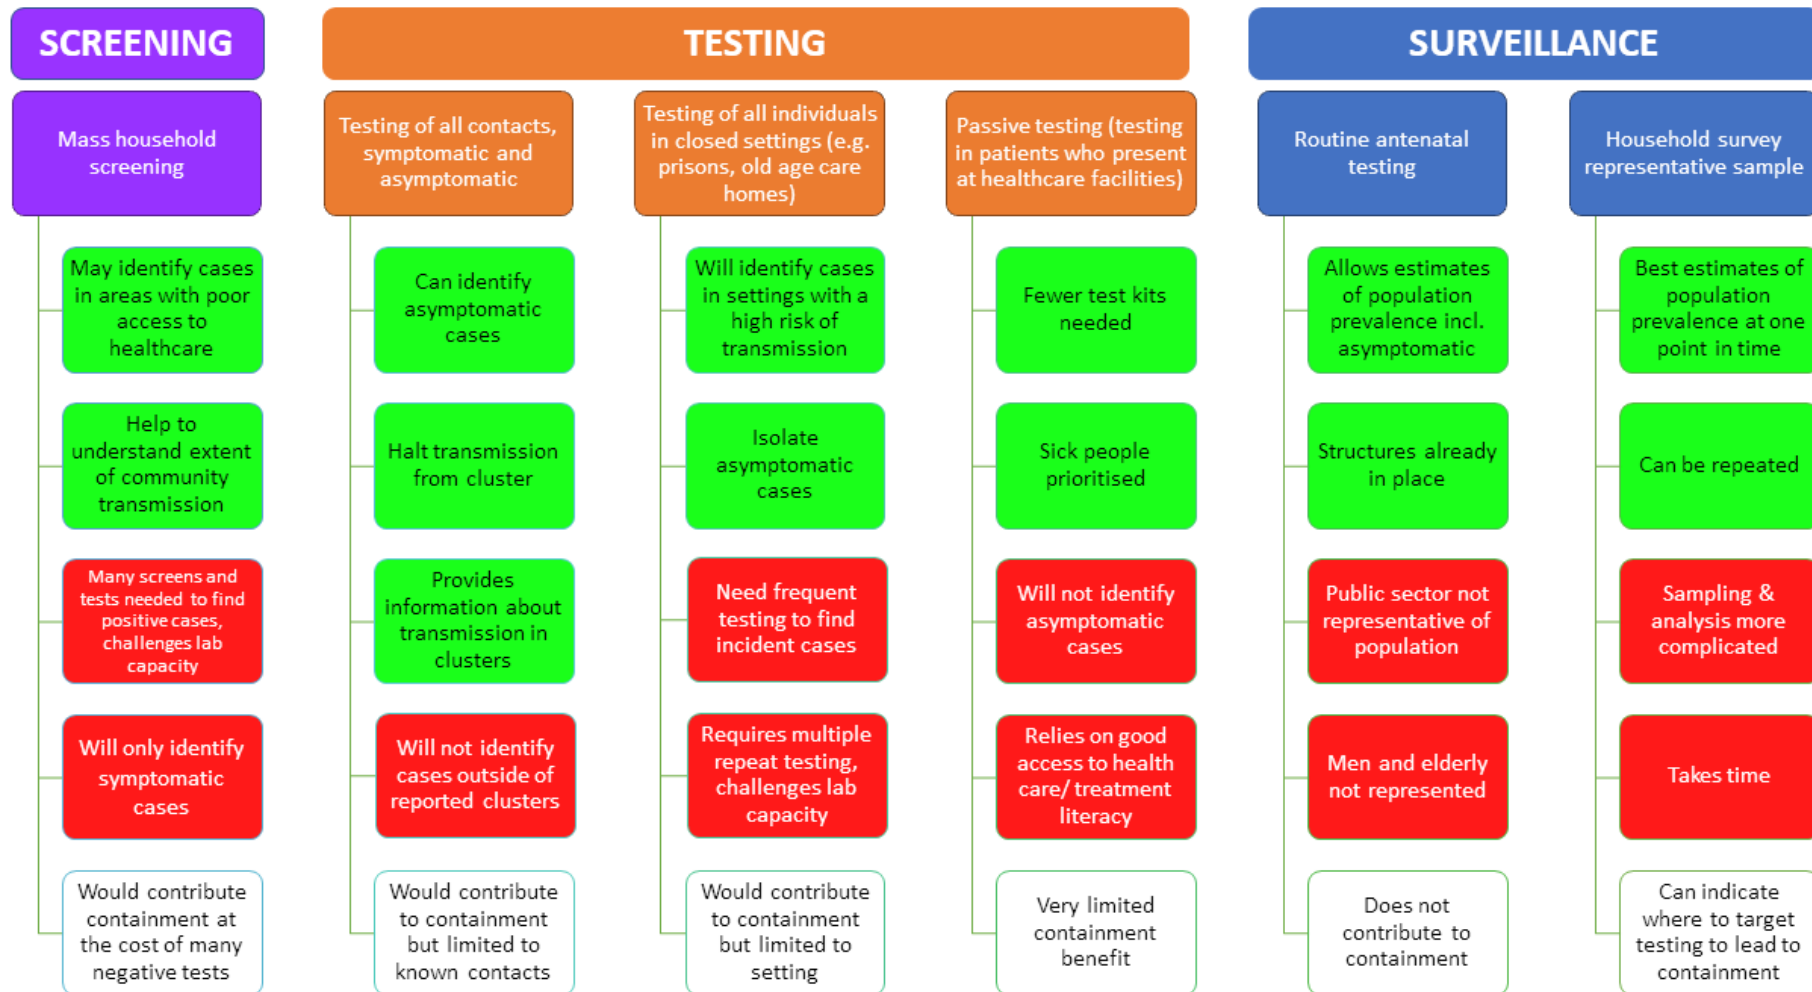 SCREENING
TESTING
SURVEILLANCE
Mass household
screening
Testing of all contacts,
symptomatic and
asymptomatic
Testing of all individuals
in closed settings (e.g.
prisons, old age care
homes)
Passive testing (testing
in patients who present
at healthcare facilities)
Routine antenatal
testing
Household survey
representative sample
May identify cases
in areas with poor
access to
healthcare
Can identify
asymptomatic
cases
Will identify cases
in settings with a
high risk of
transmission
Fewer test kits
needed
Allows estimates
of population
prevalence incl.
asymptomatic
Best estimates of
population
prevalence at one
point in time
Help to
understand extent
of community
transmission
Halt transmission
from cluster
Isolate
asymptomatic
cases
Sick people
prioritised
Structures already
in place
Can be repeated
Many screens and
tests needed to find
positive cases,
challenges lab
capacity
Provides
information about
transmission in
clusters
Need frequent
testing to find
incident cases
Will not identify
asymptomatic
cases
Public sector not
representative of
population
Sampling &
analysis more
complicated
Will only identify
symptomatic
cases
Will not identify
cases outside of
reported clusters
Requires multiple
repeat testing,
challenges lab
capacity
Relies on good
access to health
care/ treatment
literacy
Men and elderly
not represented
Takes time
Would contribute
containment at
the cost of many
negative tests
Would contribute
to containment
but limited to
known contacts
Would contribute
to containment
but limited to
setting
Very limited
containment
benefit
Does not
contribute to
containment
Can indicate
where to target
testing to lead to
containment